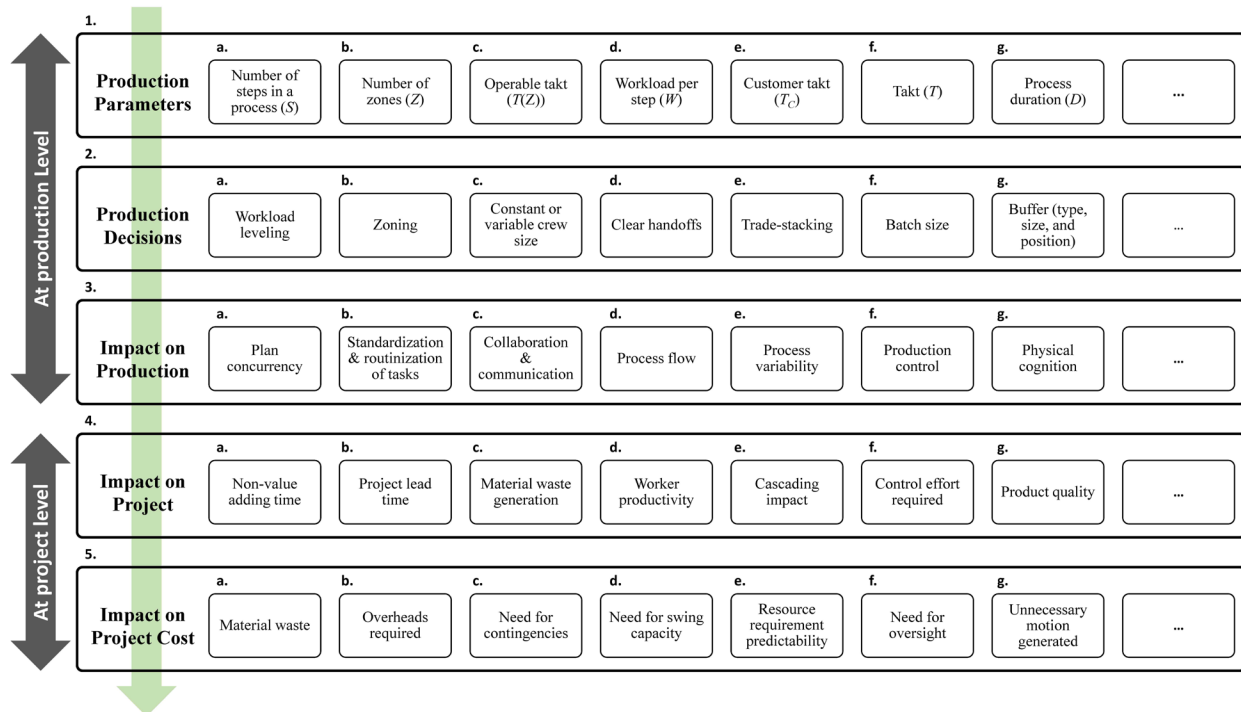 1.
Production
Parameters
a.
Number of
steps in a
process (S)
b.
Number of
zones (Z)
c.
Operable takt
(T(Z))
d.
Workload per
step (W)
e.
Customer takt
(T_C)
f.
Takt (T)
g.
Process
duration (D)
...
At production Level
2.
Production
Decisions
a.
Workload
leveling
b.
Zoning
c.
Constant or
variable crew
size
d.
Clear handoffs
e.
Trade-stacking
f.
Batch size
g.
Buffer (type,
size, and
position)
...
3.
Impact on
Production
a.
Plan
concurrency
b.
Standardization
& routinization
of tasks
c.
Collaboration
&
communication
d.
Process flow
e.
Process
variability
f.
Production
control
g.
Physical
cognition
...
At project level
4.
Impact on
Project
a.
Non-value
adding time
b.
Project lead
time
c.
Material waste
generation
d.
Worker
productivity
e.
Cascading
impact
f.
Control effort
required
g.
Product quality
...
5.
Impact on
Project Cost
a.
Material waste
b.
Overheads
required
c.
Need for
contingencies
d.
Need for swing
capacity
e.
Resource
requirement
predictability
f.
Need for
oversight
g.
Unnecessary
motion
generated
...